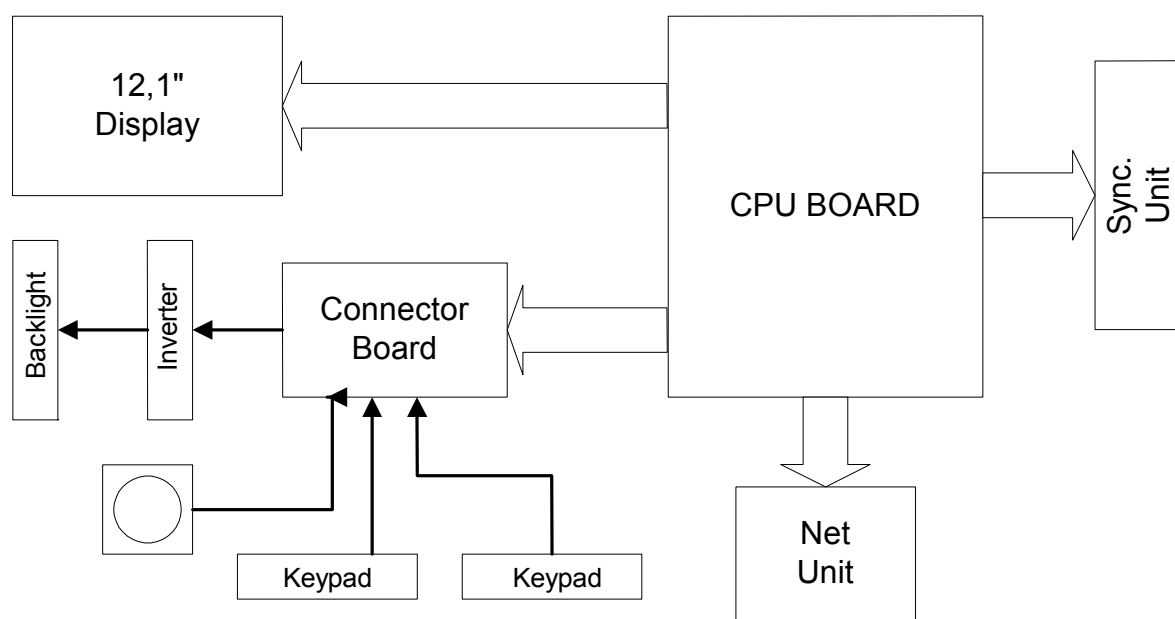 12,1"
Display
CPU BOARD
Sync.
Unit
Backlight
Inverter
Connector
Board
Keypad
Keypad
Net
Unit